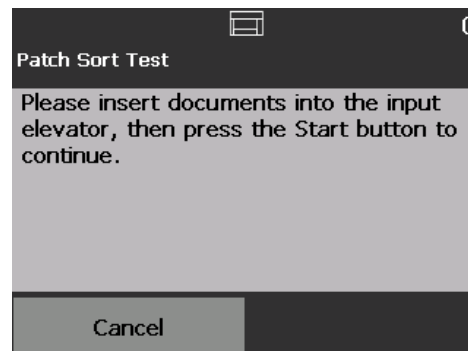 Patch Sort Test
Please insert documents into the input
elevator, then press the Start button to
continue.
Cancel